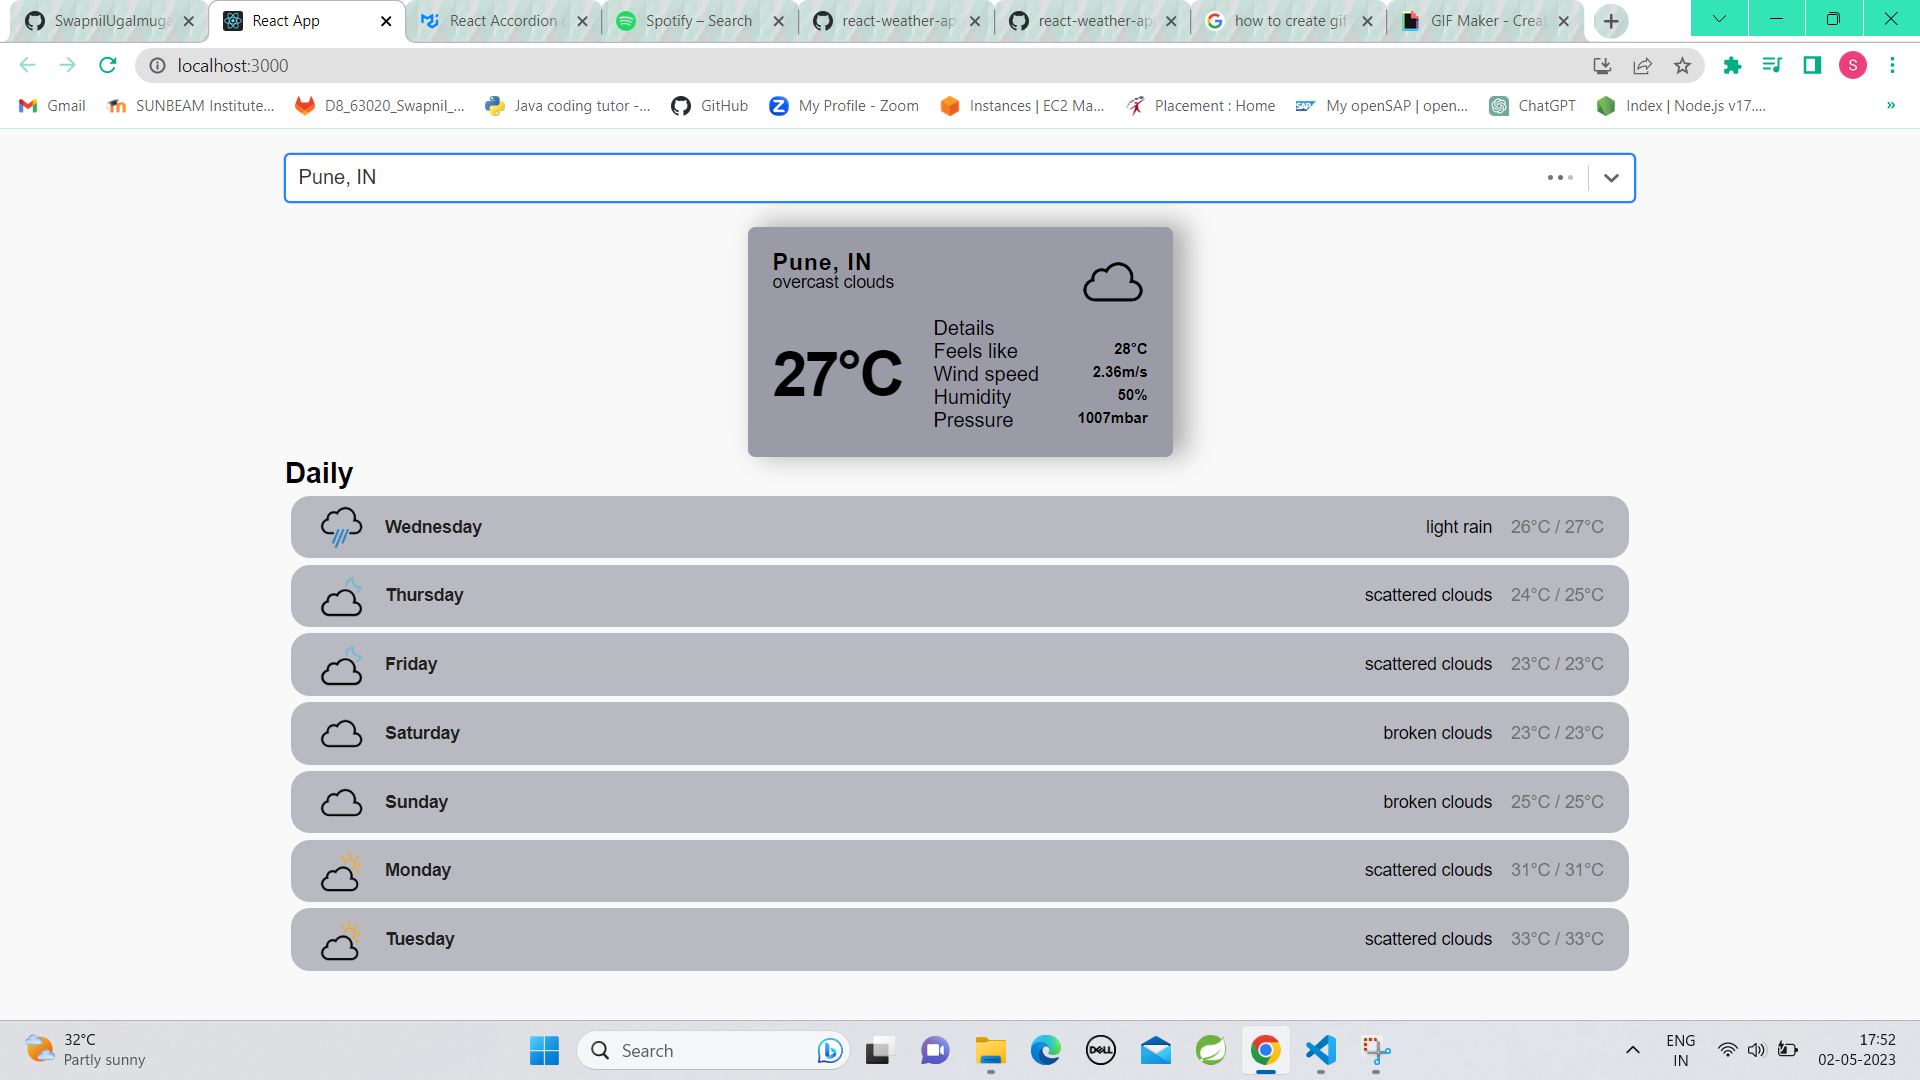 SwapnilUgalmuga
React App
React Accordion c
Spotify – Search
react-weather-ap
react-weather-ap
how to create gif
GIF Maker - Creat
localhost:3000
S
Gmail
SUNBEAM Institute...
D8_63020_Swapnil_...
Java coding tutor -...
GitHub
My Profile - Zoom
Instances | EC2 Ma...
Placement : Home
My openSAP | open...
ChatGPT
Index | Node.js v17....
»
Pune, IN
Pune, IN
overcast clouds
27°C
Details
Feels like 28°C
Wind speed 2.36m/s
Humidity 50%
Pressure 1007mbar
Daily
Wednesday light rain 26°C / 27°C
Thursday scattered clouds 24°C / 25°C
Friday scattered clouds 23°C / 23°C
Saturday broken clouds 23°C / 23°C
Sunday broken clouds 25°C / 25°C
Monday scattered clouds 31°C / 31°C
Tuesday scattered clouds 33°C / 33°C
32°C
Partly sunny
Search
DELL
ENG
IN
17:52
02-05-2023